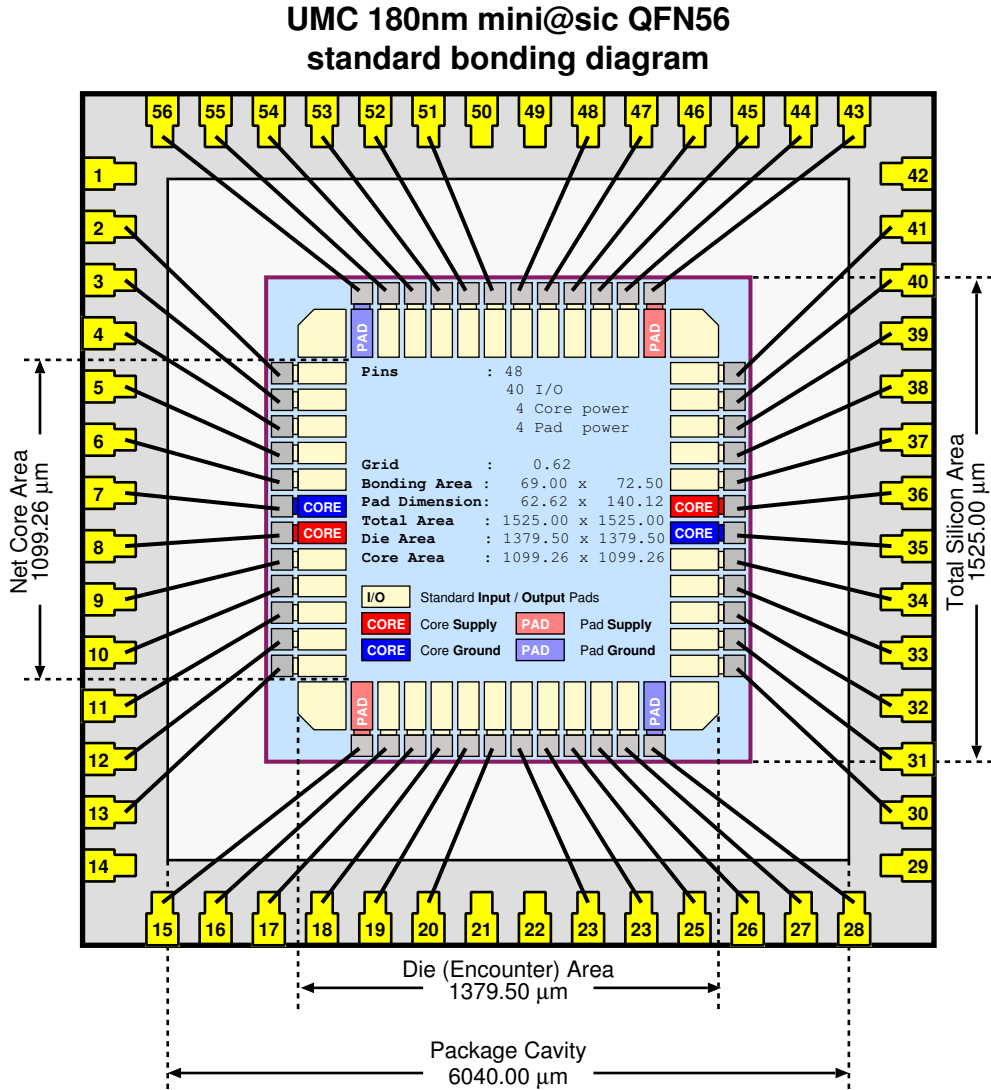 UMC 180nm mini@sic QFN56
standard bonding diagram
56 55 54 53 52 51 50 49 48 47 46 45 44 43
1
2
3
4
5
6
7
8
9
10
11
12
13
14
42
41
40
39
38
37
36
35
34
33
32
31
30
29
PAD PAD
Pins : 48
40 I/O
4 Core power
4 Pad power
Grid : 0.62
Bonding Area : 69.00 x 72.50
Pad Dimension: 62.62 x 140.12
Total Area : 1525.00 x 1525.00
Die Area : 1379.50 x 1379.50
Core Area : 1099.26 x 1099.26
CORE CORE
CORE CORE
I/O Standard Input / Output Pads
CORE Core Supply PAD Pad Supply
CORE Core Ground PAD Pad Ground
PAD PAD
Net Core Area
1099.26 µm
Total Silicon Area
1525.00 µm
15 16 17 18 19 20 21 22 23 23 25 26 27 28
Die (Encounter) Area
1379.50 µm
Package Cavity
6040.00 µm